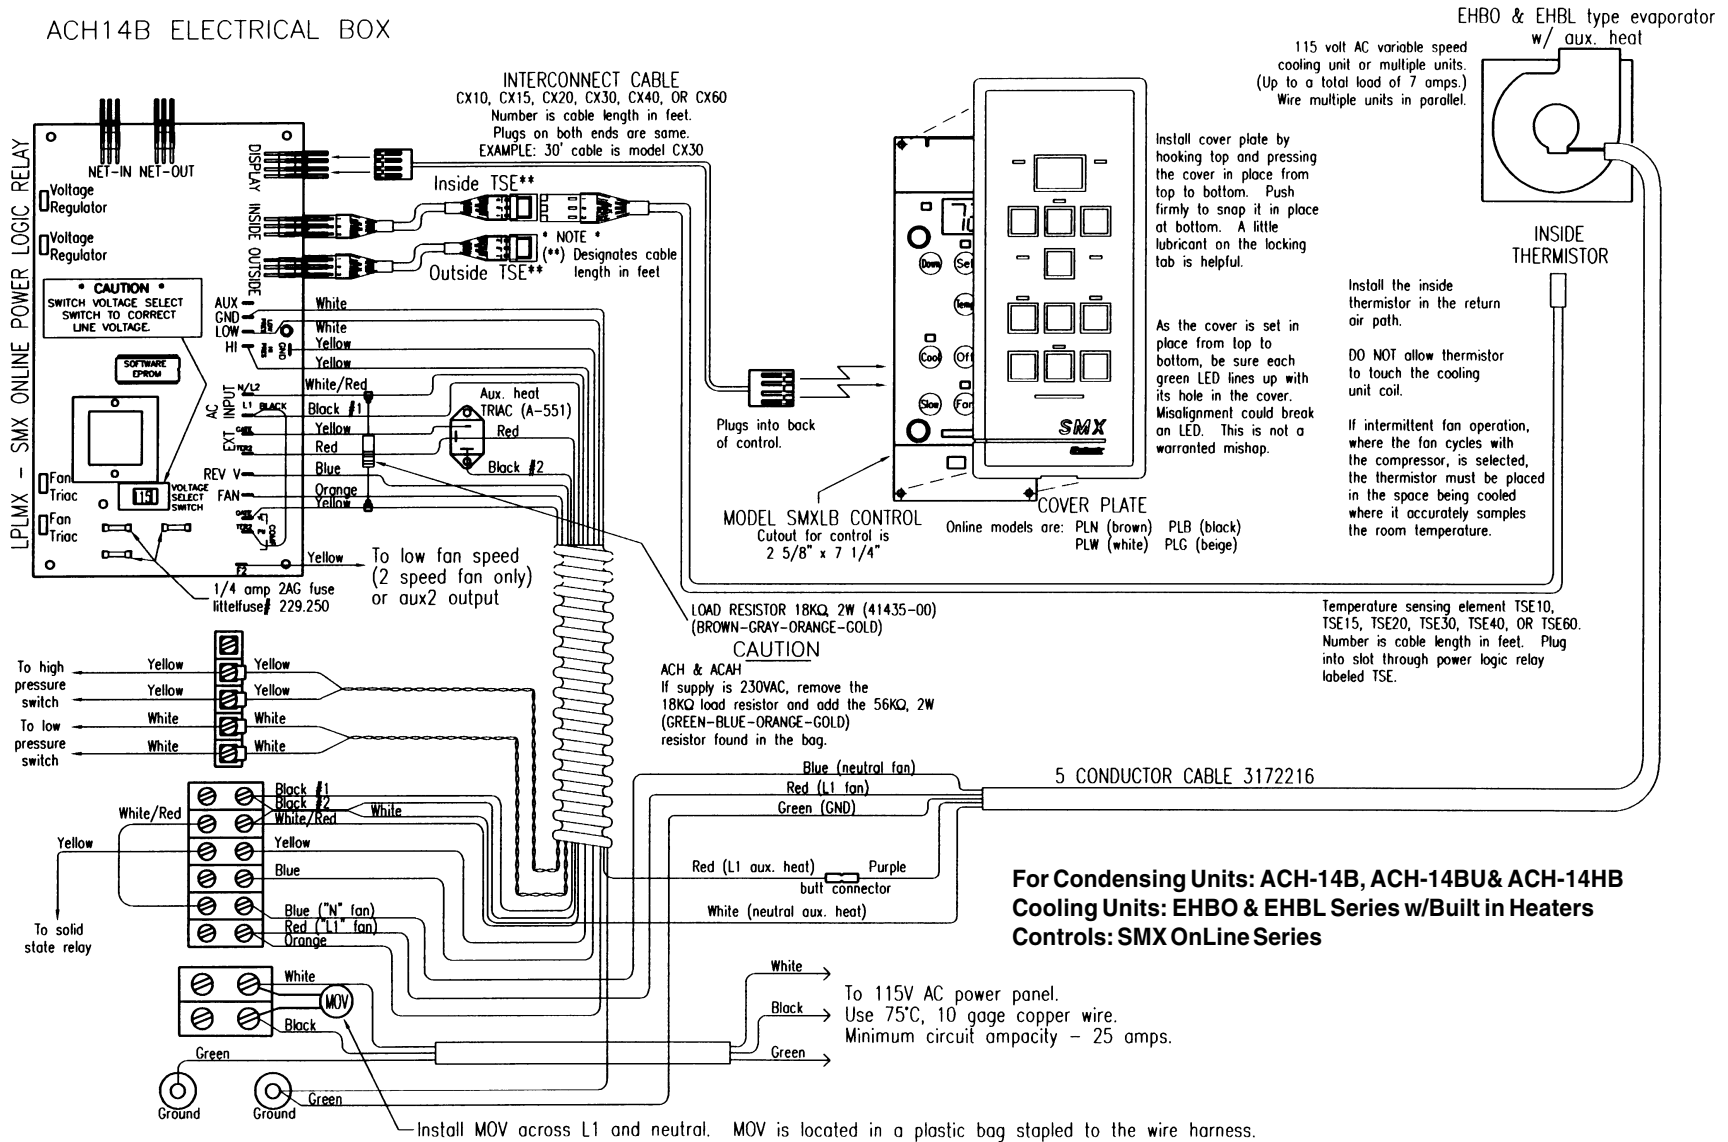 ACH14B ELECTRICAL BOX
EHBO & EHBL type evaporator
w/ aux. heat
115 volt AC variable speed
cooling unit or multiple units.
(Up to a total load of 7 amps.)
Wire multiple units in parallel.
INTERCONNECT CABLE
CX10, CX15, CX20, CX30, CX40, OR CX60
Number is cable length in feet.
Plugs on both ends are same.
EXAMPLE: 30' cable is model CX30
LPLMX - SMX ONLINE POWER LOGIC RELAY
NET-IN NET-OUT
DISPLAY
INSIDE
OUTSIDE
Voltage
Regulator
Voltage
Regulator
Inside TSE**
Outside TSE**
* NOTE *
(**) Designates cable
length in feet
* CAUTION *
SWITCH VOLTAGE SELECT
SWITCH TO CORRECT
LINE VOLTAGE.
SOFTWARE
EPROM
AUX
GND
LOW
HI
LOW
PRES
HI
PRES
GND
White
White
Yellow
Yellow
AC
INPUT
N/L2
L1
BLACK
White/Red
Black #1
EXT
GATE
TER2
Yellow
Red
REV V
Blue
FAN
Orange
Yellow
GATE
TER2
COMP
Aux. heat
TRIAC (A-551)
Red
Black #2
Fan
Triac
Fan
Triac
115
VOLTAGE
SELECT
SWITCH
F2
Yellow
To low fan speed
(2 speed fan only)
or aux2 output
1/4 amp 2AG fuse
littelfuse# 229.250
Install cover plate by
hooking top and pressing
the cover in place from
top to bottom. Push
firmly to snap it in place
at bottom. A little
lubricant on the locking
tab is helpful.
As the cover is set in
place from top to
bottom, be sure each
green LED lines up with
its hole in the cover.
Misalignment could break
an LED. This is not a
warranted mishap.
Down
Set
Temp
Cool
Off
Slow
Fan
SMX
Plugs into back
of control.
MODEL SMXLB CONTROL
Cutout for control is
2 5/8" x 7 1/4"
COVER PLATE
Online models are: PLN (brown) PLB (black)
PLW (white) PLG (beige)
INSIDE
THERMISTOR
Install the inside
thermistor in the return
air path.
DO NOT allow thermistor
to touch the cooling
unit coil.
If intermittent fan operation,
where the fan cycles with
the compressor, is selected,
the thermistor must be placed
in the space being cooled
where it accurately samples
the room temperature.
LOAD RESISTOR 18KΩ, 2W (41435-00)
(BROWN-GRAY-ORANGE-GOLD)
CAUTION
ACH & ACAH
If supply is 230VAC, remove the
18KΩ load resistor and add the 56KΩ, 2W
(GREEN-BLUE-ORANGE-GOLD)
resistor found in the bag.
Temperature sensing element TSE10,
TSE15, TSE20, TSE30, TSE40, OR TSE60.
Number is cable length in feet. Plug
into slot through power logic relay
labeled TSE.
To high
pressure
switch
Yellow Yellow
Yellow Yellow
To low
pressure
switch
White White
White White
Blue (neutral fan)
Red (L1 fan)
Green (GND)
5 CONDUCTOR CABLE 3172216
Black #1
Black #2
White/Red
White
White/Red
Yellow
Yellow
Blue
Blue ("N" fan)
Red ("L1" fan)
Orange
To solid
state relay
Red (L1 aux. heat)
Purple
butt connector
White (neutral aux. heat)
For Condensing Units: ACH-14B, ACH-14BU& ACH-14HB
Cooling Units: EHBO & EHBL Series w/Built in Heaters
Controls: SMX OnLine Series
White
MOV
Black
Green
Ground
Ground
Green
White
Black
Green
To 115V AC power panel.
Use 75°C, 10 gage copper wire.
Minimum circuit ampacity - 25 amps.
Install MOV across L1 and neutral. MOV is located in a plastic bag stapled to the wire harness.